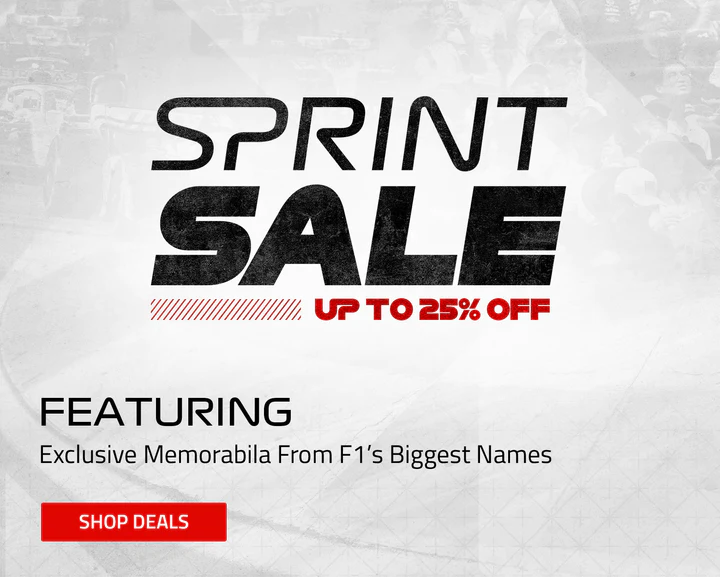 SPRINT
SALE
UP TO 25% OFF
FEATURING
Exclusive Memorabila From F1’s Biggest Names
SHOP DEALS